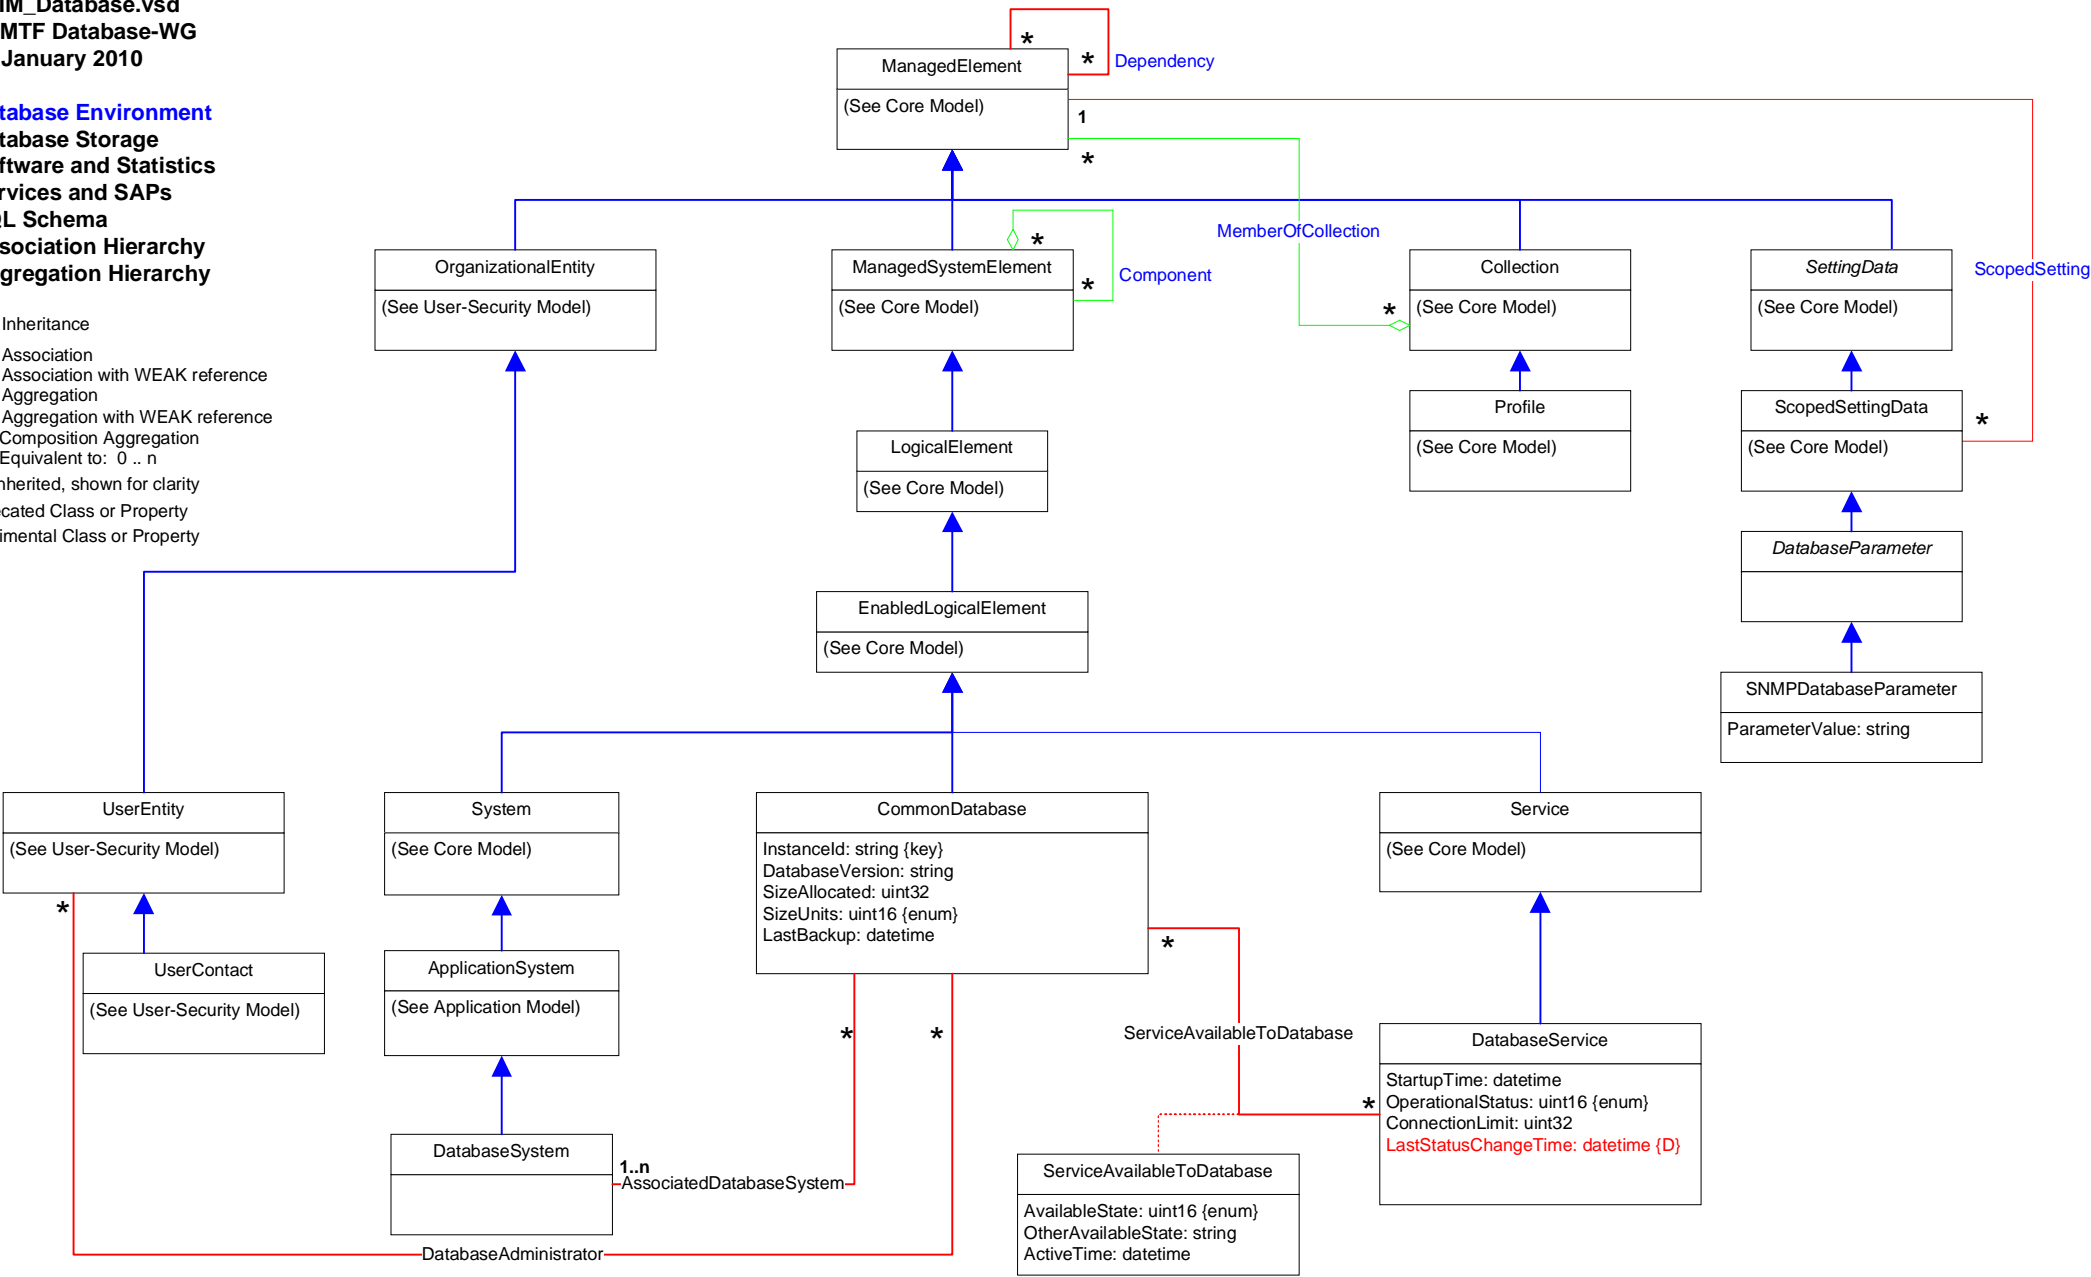 IM_Database.vsd
MTF Database-WG
January 2010
tabase Environment
tabase Storage
ftware and Statistics
rvices and SAPs
QL Schema
sociation Hierarchy
gregation Hierarchy
Inheritance
Association
Association with WEAK reference
Aggregation
Aggregation with WEAK reference
Composition Aggregation
Equivalent to: 0 .. n
nherited, shown for clarity
cated Class or Property
imental Class or Property
ManagedElement
(See Core Model)
*
*
Dependency
1
*
OrganizationalEntity
(See User-Security Model)
ManagedSystemElement
(See Core Model)
*
*
Component
MemberOfCollection
*
Collection
(See Core Model)
SettingData
(See Core Model)
ScopedSetting
Profile
(See Core Model)
ScopedSettingData
(See Core Model)
*
LogicalElement
(See Core Model)
DatabaseParameter
EnabledLogicalElement
(See Core Model)
SNMPDatabaseParameter
ParameterValue: string
UserEntity
(See User-Security Model)
*
System
(See Core Model)
CommonDatabase
InstanceId: string {key}
DatabaseVersion: string
SizeAllocated: uint32
SizeUnits: uint16 {enum}
LastBackup: datetime
*
Service
(See Core Model)
UserContact
(See User-Security Model)
ApplicationSystem
(See Application Model)
*
*
ServiceAvailableToDatabase
DatabaseService
StartupTime: datetime
OperationalStatus: uint16 {enum}
ConnectionLimit: uint32
LastStatusChangeTime: datetime {D}
*
DatabaseSystem
1..n
AssociatedDatabaseSystem
ServiceAvailableToDatabase
AvailableState: uint16 {enum}
OtherAvailableState: string
ActiveTime: datetime
DatabaseAdministrator